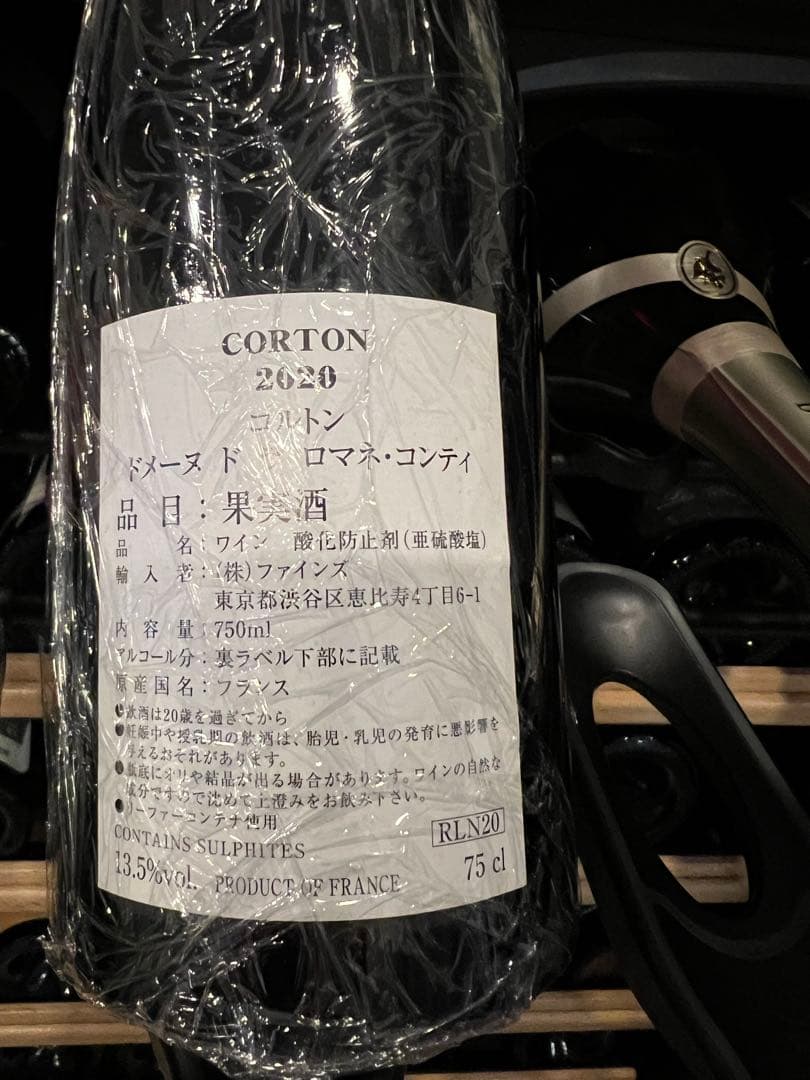 CORTON
2020
コルトン
ドメーヌ ド ロマネ・コンティ
品目：果実酒
品名：ワイン 酸化防止剤(亜硫酸塩)
輸入者：(株)ファインズ
東京都渋谷区恵比寿4丁目6-1
内容量：750ml
アルコール分：裏ラベル下部に記載
原産国名：フランス
●飲酒は20歳を過ぎてから
●妊娠中や授乳期の飲酒は、胎児・乳児の発育に悪影響を
与えるおそれがあります。
●瓶底にオリや結晶が出る場合があります。ワインの自然な
成分ですので沈めて上澄みをお飲み下さい。
●リーファーコンテナ使用
CONTAINS SULPHITES
RLN20
13.5%vol. PRODUCT OF FRANCE 75 cl